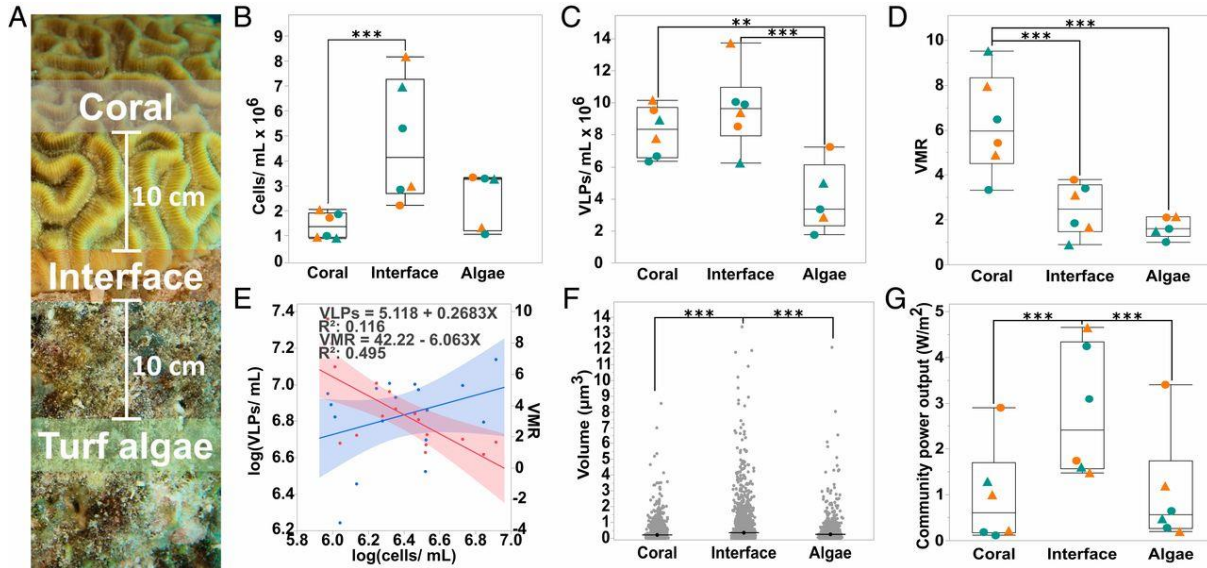 A
Coral
10 cm
Interface
10 cm
Turf algae
B
***
Cells/ mL x 10⁶
9
8
7
6
5
4
3
2
1
0
Coral Interface Algae
C
**
***
VLPs/ mL x 10⁶
14
12
10
8
6
4
2
0
Coral Interface Algae
D
***
***
VMR
10
8
6
4
2
0
Coral Interface Algae
E
VLPs = 5.118 + 0.2683X
R²: 0.116
VMR = 42.22 - 6.063X
R²: 0.495
log(VLPs/ mL)
7.4
7.2
7.0
6.8
6.6
6.4
6.2
VMR
10
8
6
4
2
0
-2
-4
5.8 6.0 6.2 6.4 6.6 6.8 7.0
log(cells/ mL)
F
***
***
Volume (µm³)
14
13
12
11
10
9
8
7
6
5
4
3
2
1
0
Coral Interface Algae
G
***
***
Community power output (W/m²)
5
4
3
2
1
0
Coral Interface Algae